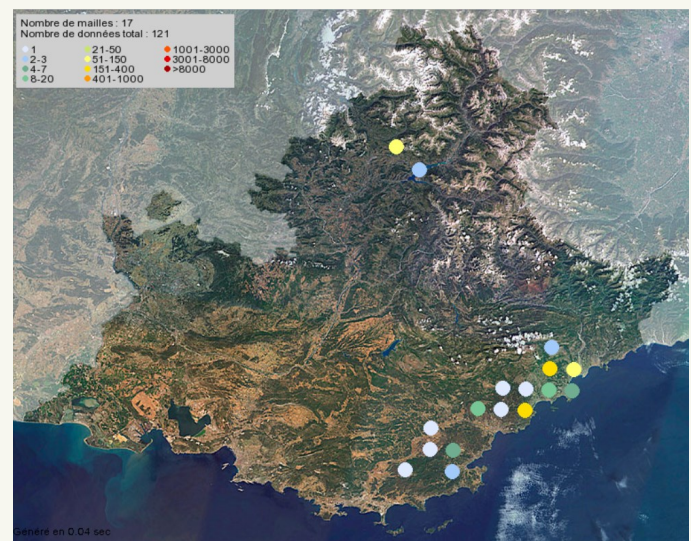 Nombre de mailles : 17
Nombre de données total : 121
1 21-50 1001-3000
2-3 51-150 3001-8000
4-7 151-400 >8000
8-20 401-1000
Généré en 0.04 sec